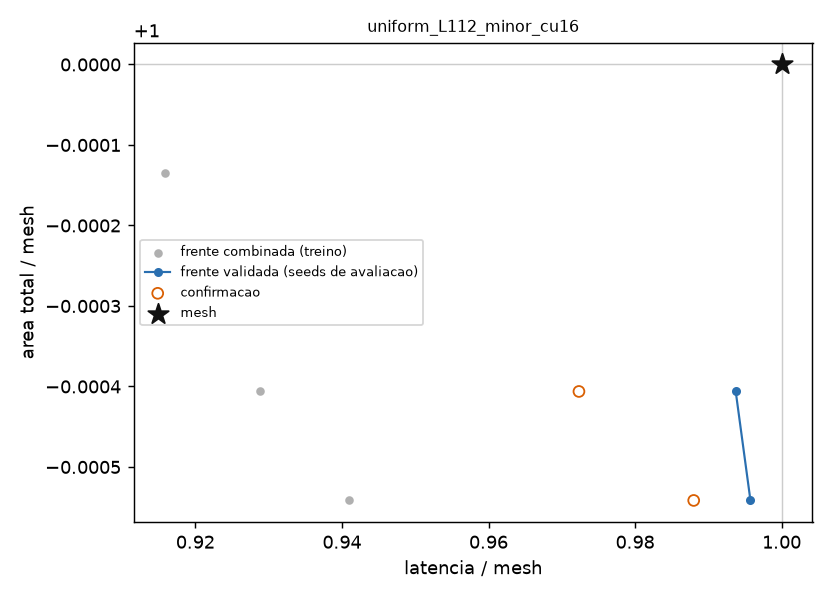 uniform_L112_minor_cu16
+1
0.0000
−0.0001
−0.0002
−0.0003
−0.0004
−0.0005
area total / mesh
frente combinada (treino)
frente validada (seeds de avaliacao)
confirmacao
mesh
0.92
0.94
0.96
0.98
1.00
latencia / mesh